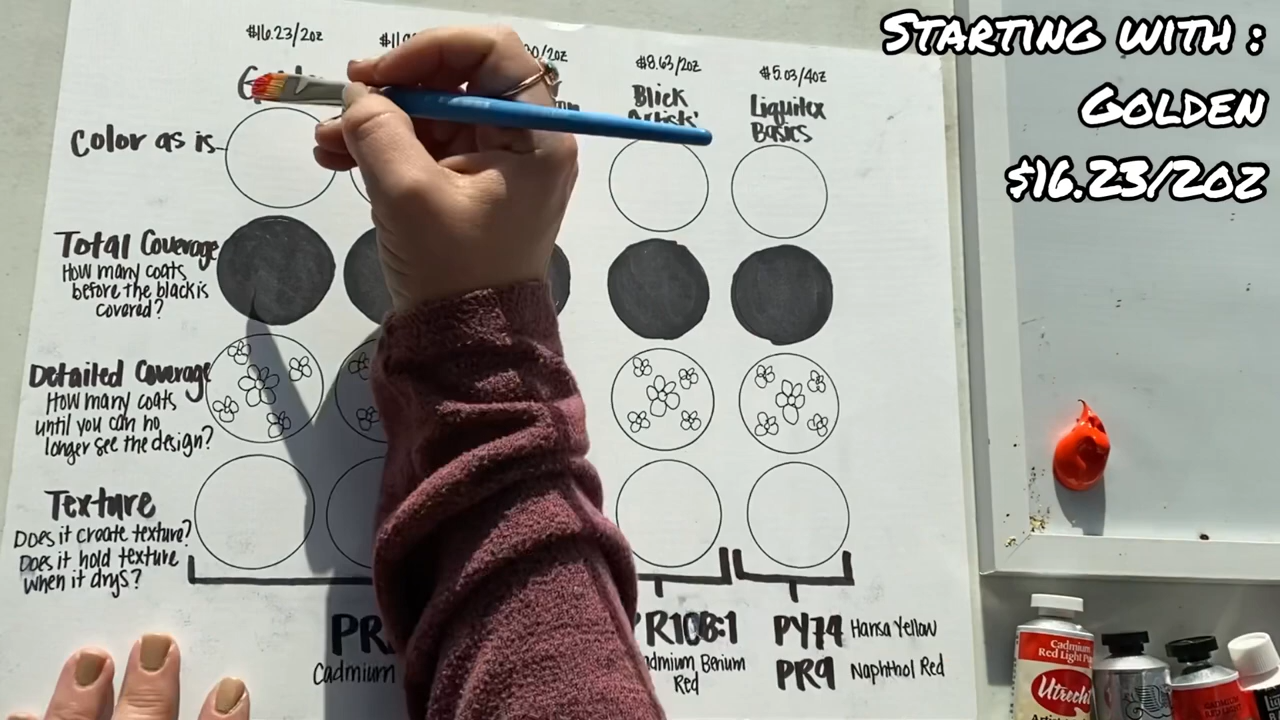 Starting with :
Golden
$16.23/2oz
$16.23/2oz
$8.63/2oz
$5.03/4oz
Blick
Artists'
Liquitex
Basics
Color as is
Total Coverage
How many coats
before the black is
covered?
Detailed Coverage
How many coats
until you can no
longer see the design?
Texture
Does it create texture?
Does it hold texture
when it drys?
Cadmium
PY74 Hansa Yellow
Barium
Red
PR9 Naphthol Red
Cadmium
Red Light
Utrecht